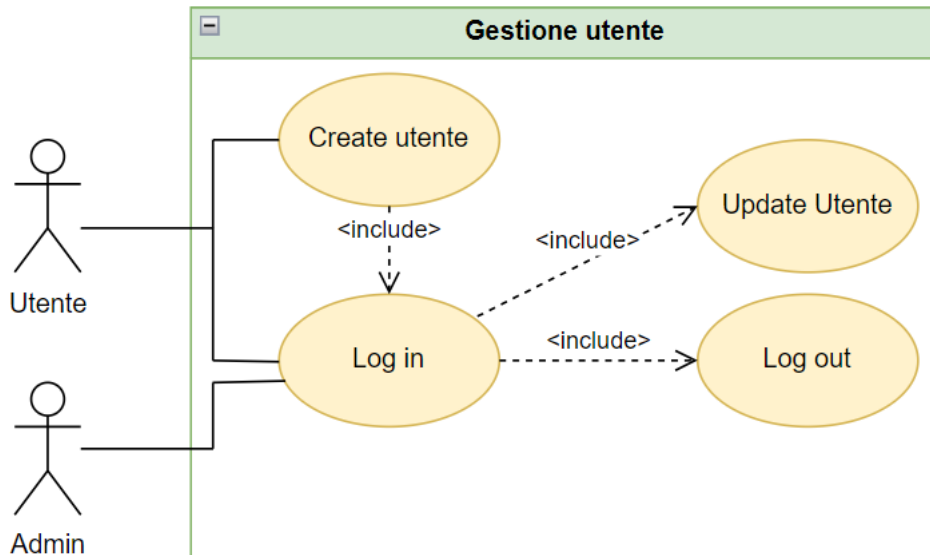 Gestione utente
Create utente
<include>
Update Utente
<include>
Utente
Log in
<include>
Log out
Admin